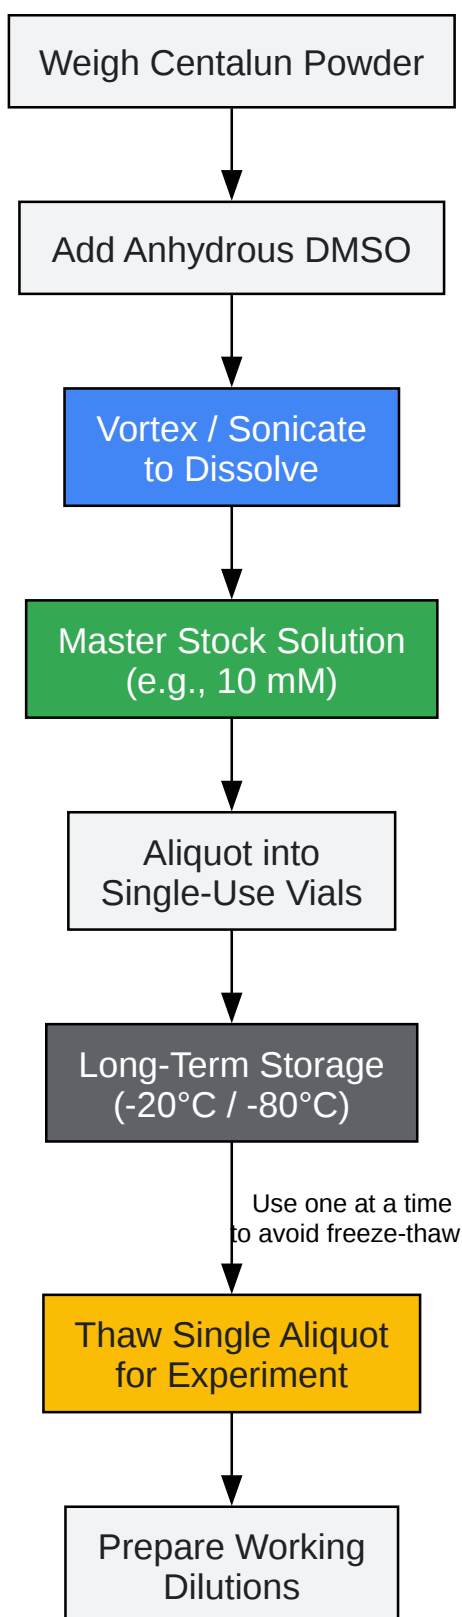 Weigh Centalun Powder
Add Anhydrous DMSO
Vortex / Sonicate
to Dissolve
Master Stock Solution
(e.g., 10 mM)
Aliquot into
Single-Use Vials
Long-Term Storage
(-20°C / -80°C)
Use one at a time
to avoid freeze-thaw
Thaw Single Aliquot
for Experiment
Prepare Working
Dilutions